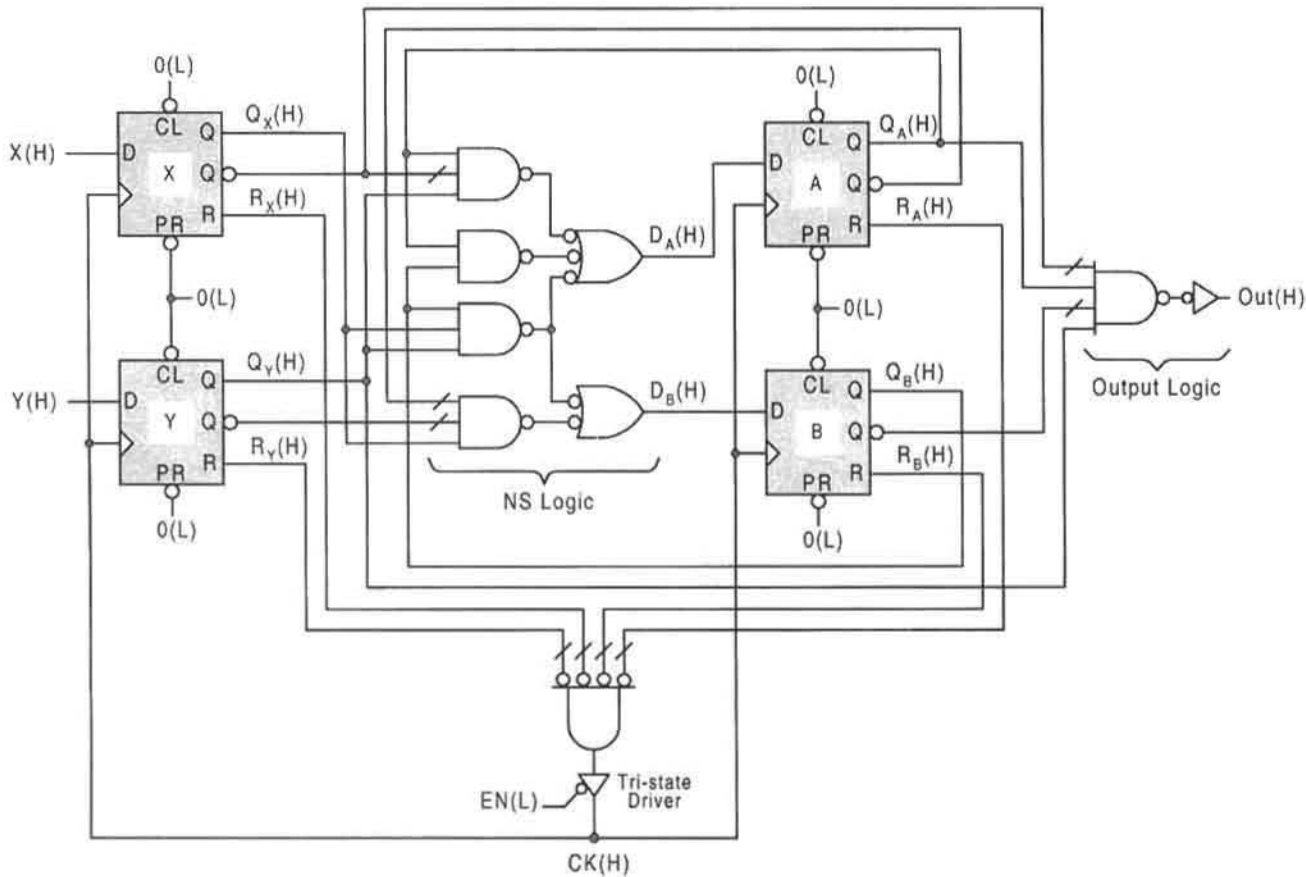 0(L)
CL
Q
Q_X(H)
X(H)
D
X
Q
R_X(H)
PR
R
0(L)
CL
Q
Q_Y(H)
Y(H)
D
Y
Q
R_Y(H)
PR
R
0(L)
NS Logic
D_A(H)
D_B(H)
0(L)
CL
Q
Q_A(H)
D
A
Q
R_A(H)
PR
R
0(L)
CL
Q
Q_B(H)
D
B
Q
R_B(H)
PR
R
0(L)
Out(H)
Output Logic
EN(L)
Tri-state
Driver
CK(H)